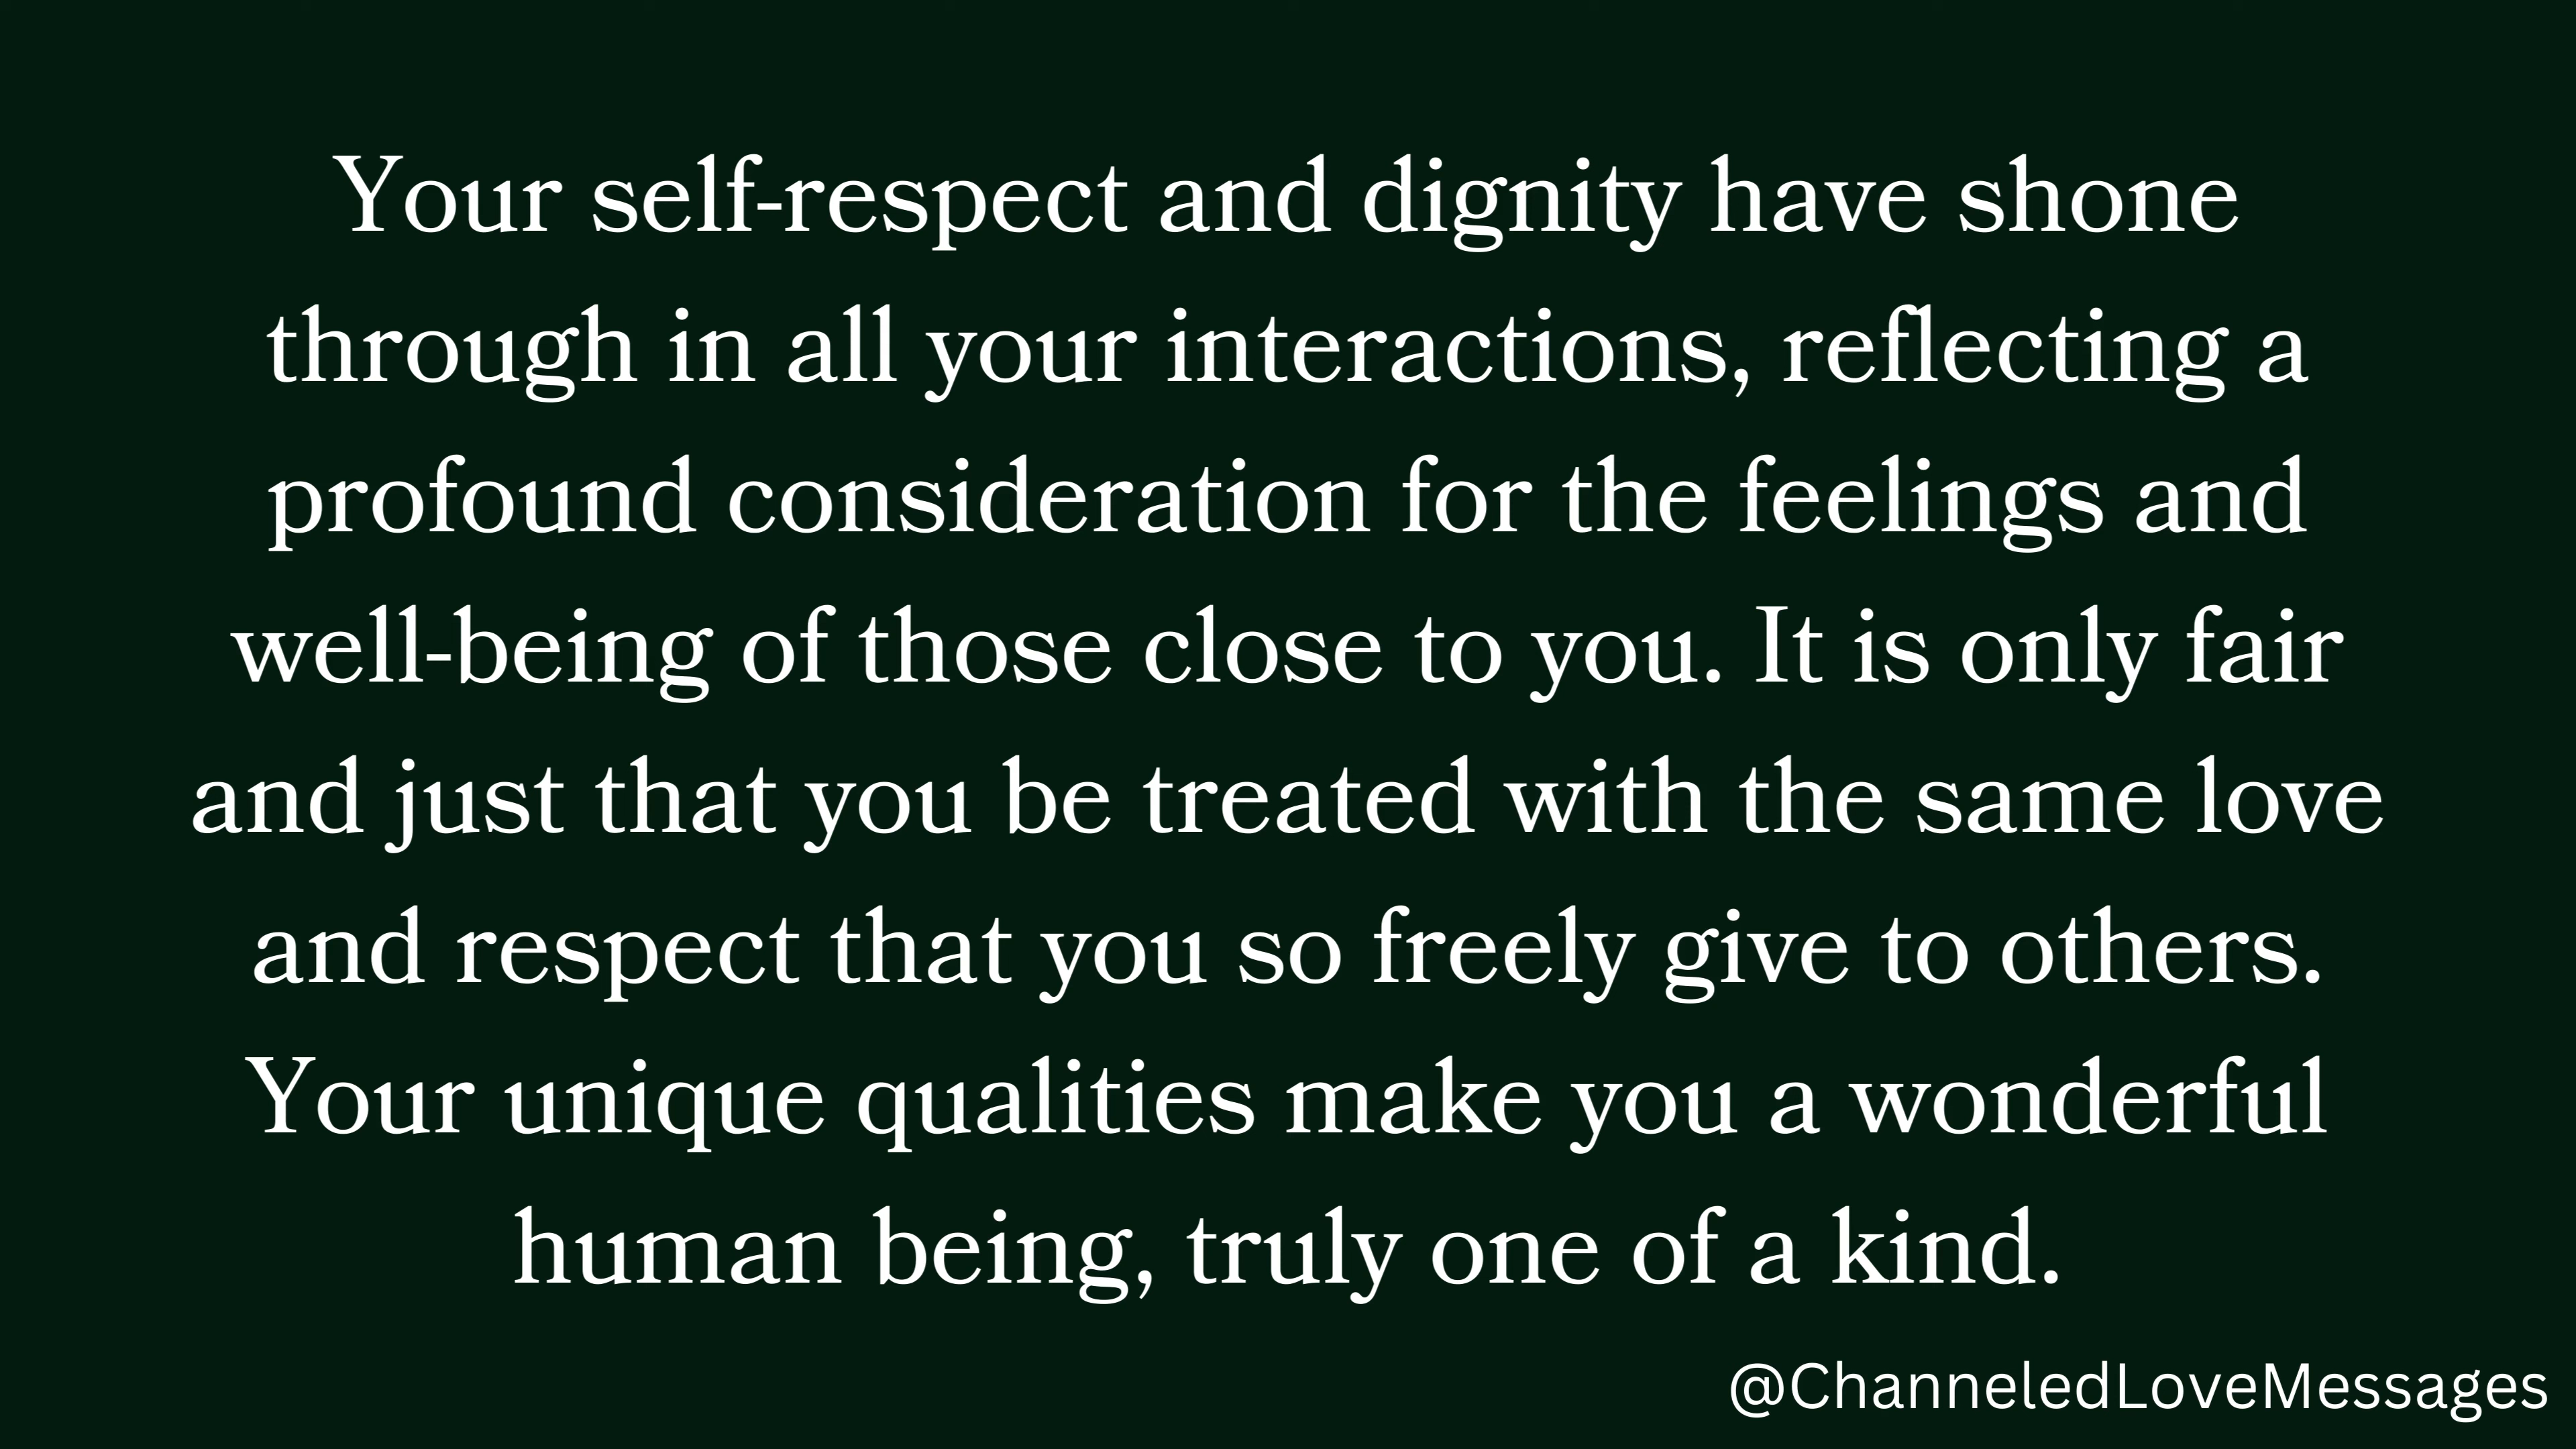 Your self-respect and dignity have shone
through in all your interactions, reflecting a
profound consideration for the feelings and
well-being of those close to you. It is only fair
and just that you be treated with the same love
and respect that you so freely give to others.
Your unique qualities make you a wonderful
human being, truly one of a kind.
@ChanneledLoveMessages